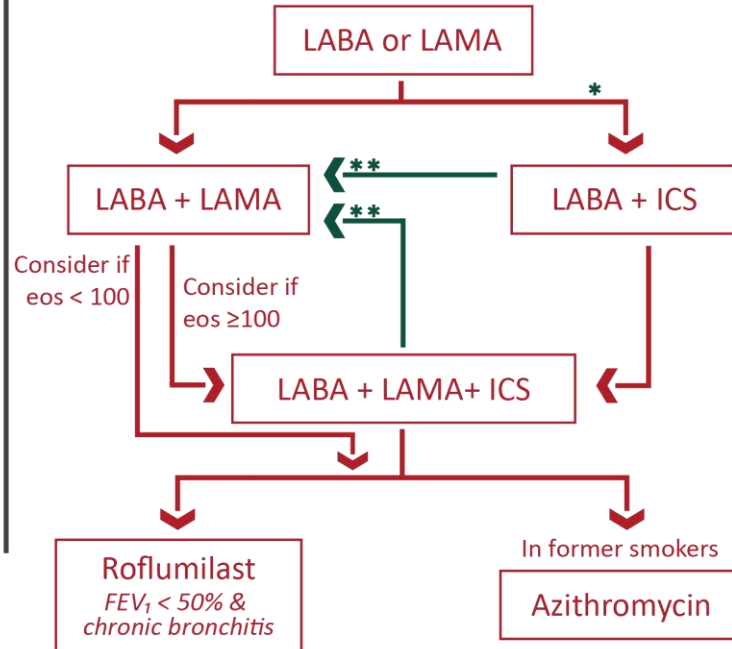 LABA or LAMA
*
**
LABA + LAMA
LABA + ICS
**
Consider if
eos < 100
Consider if
eos ≥100
LABA + LAMA+ ICS
In former smokers
Roflumilast
FEV₁ < 50% &
chronic bronchitis
Azithromycin